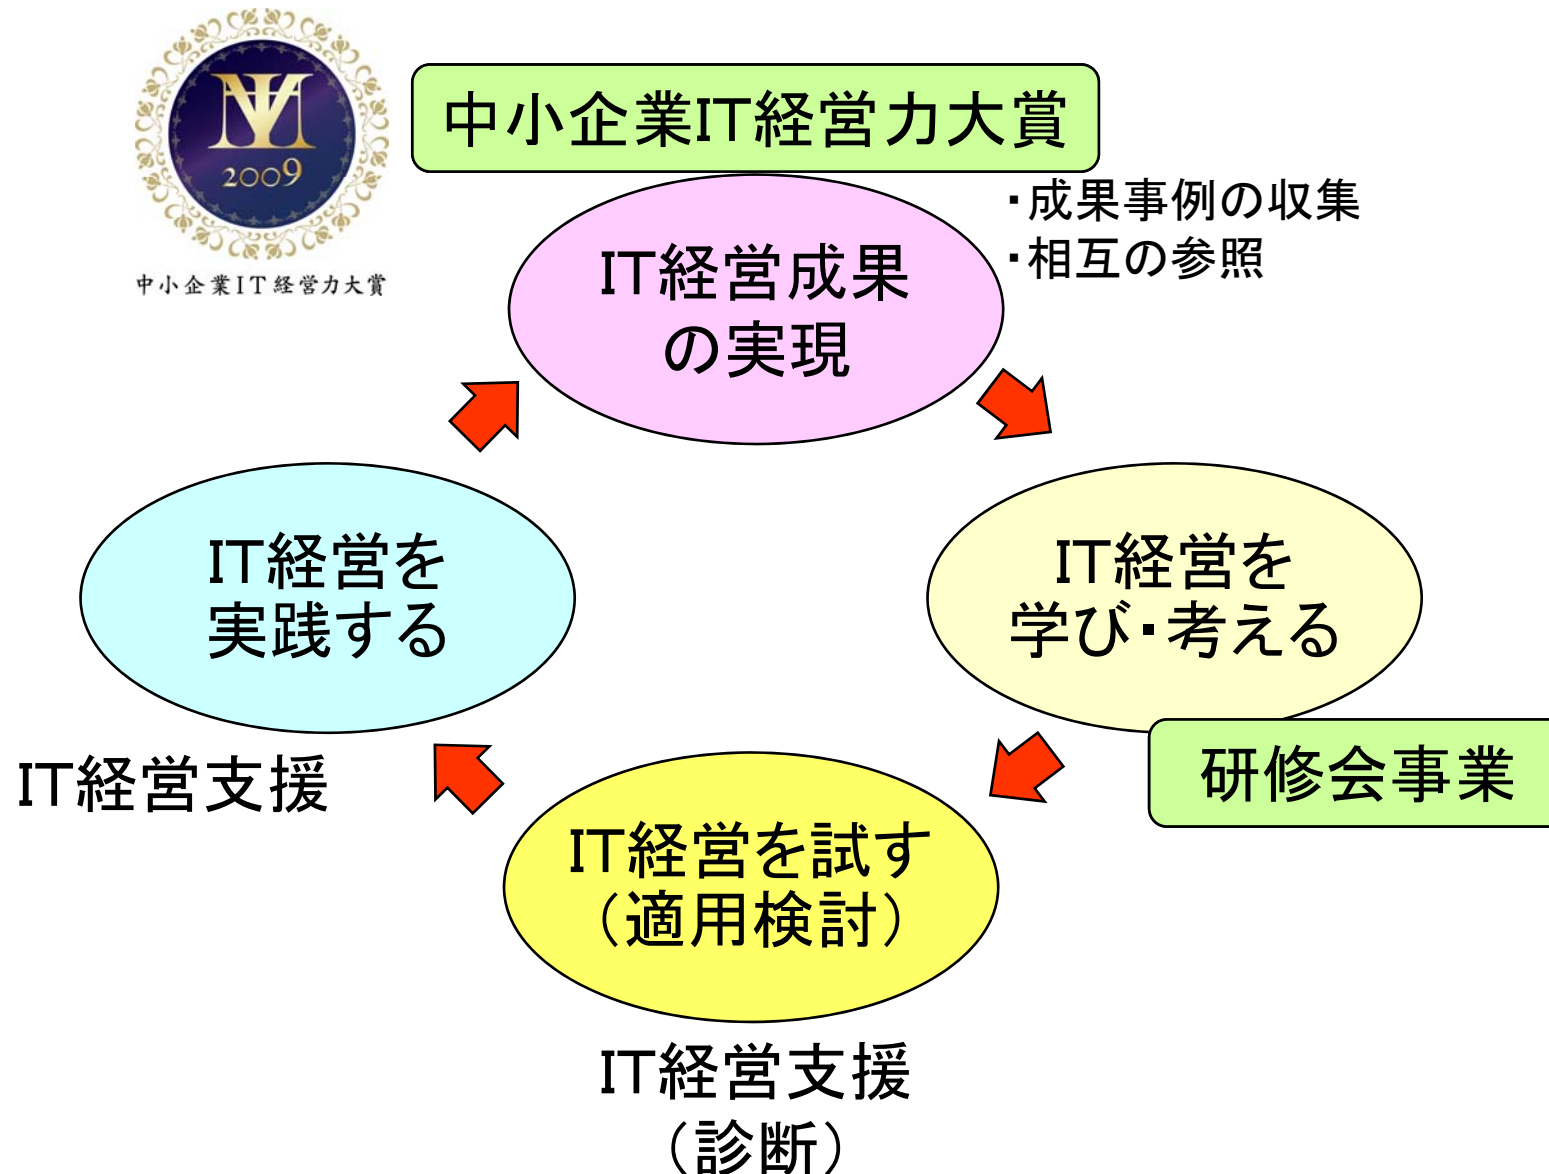 2009
中小企業IT経営力大賞
中小企業IT経営力大賞
・成果事例の収集
・相互の参照
IT経営成果
の実現
IT経営を
実践する
IT経営を
学び・考える
IT経営支援
研修会事業
IT経営を試す
（適用検討）
IT経営支援
（診断）